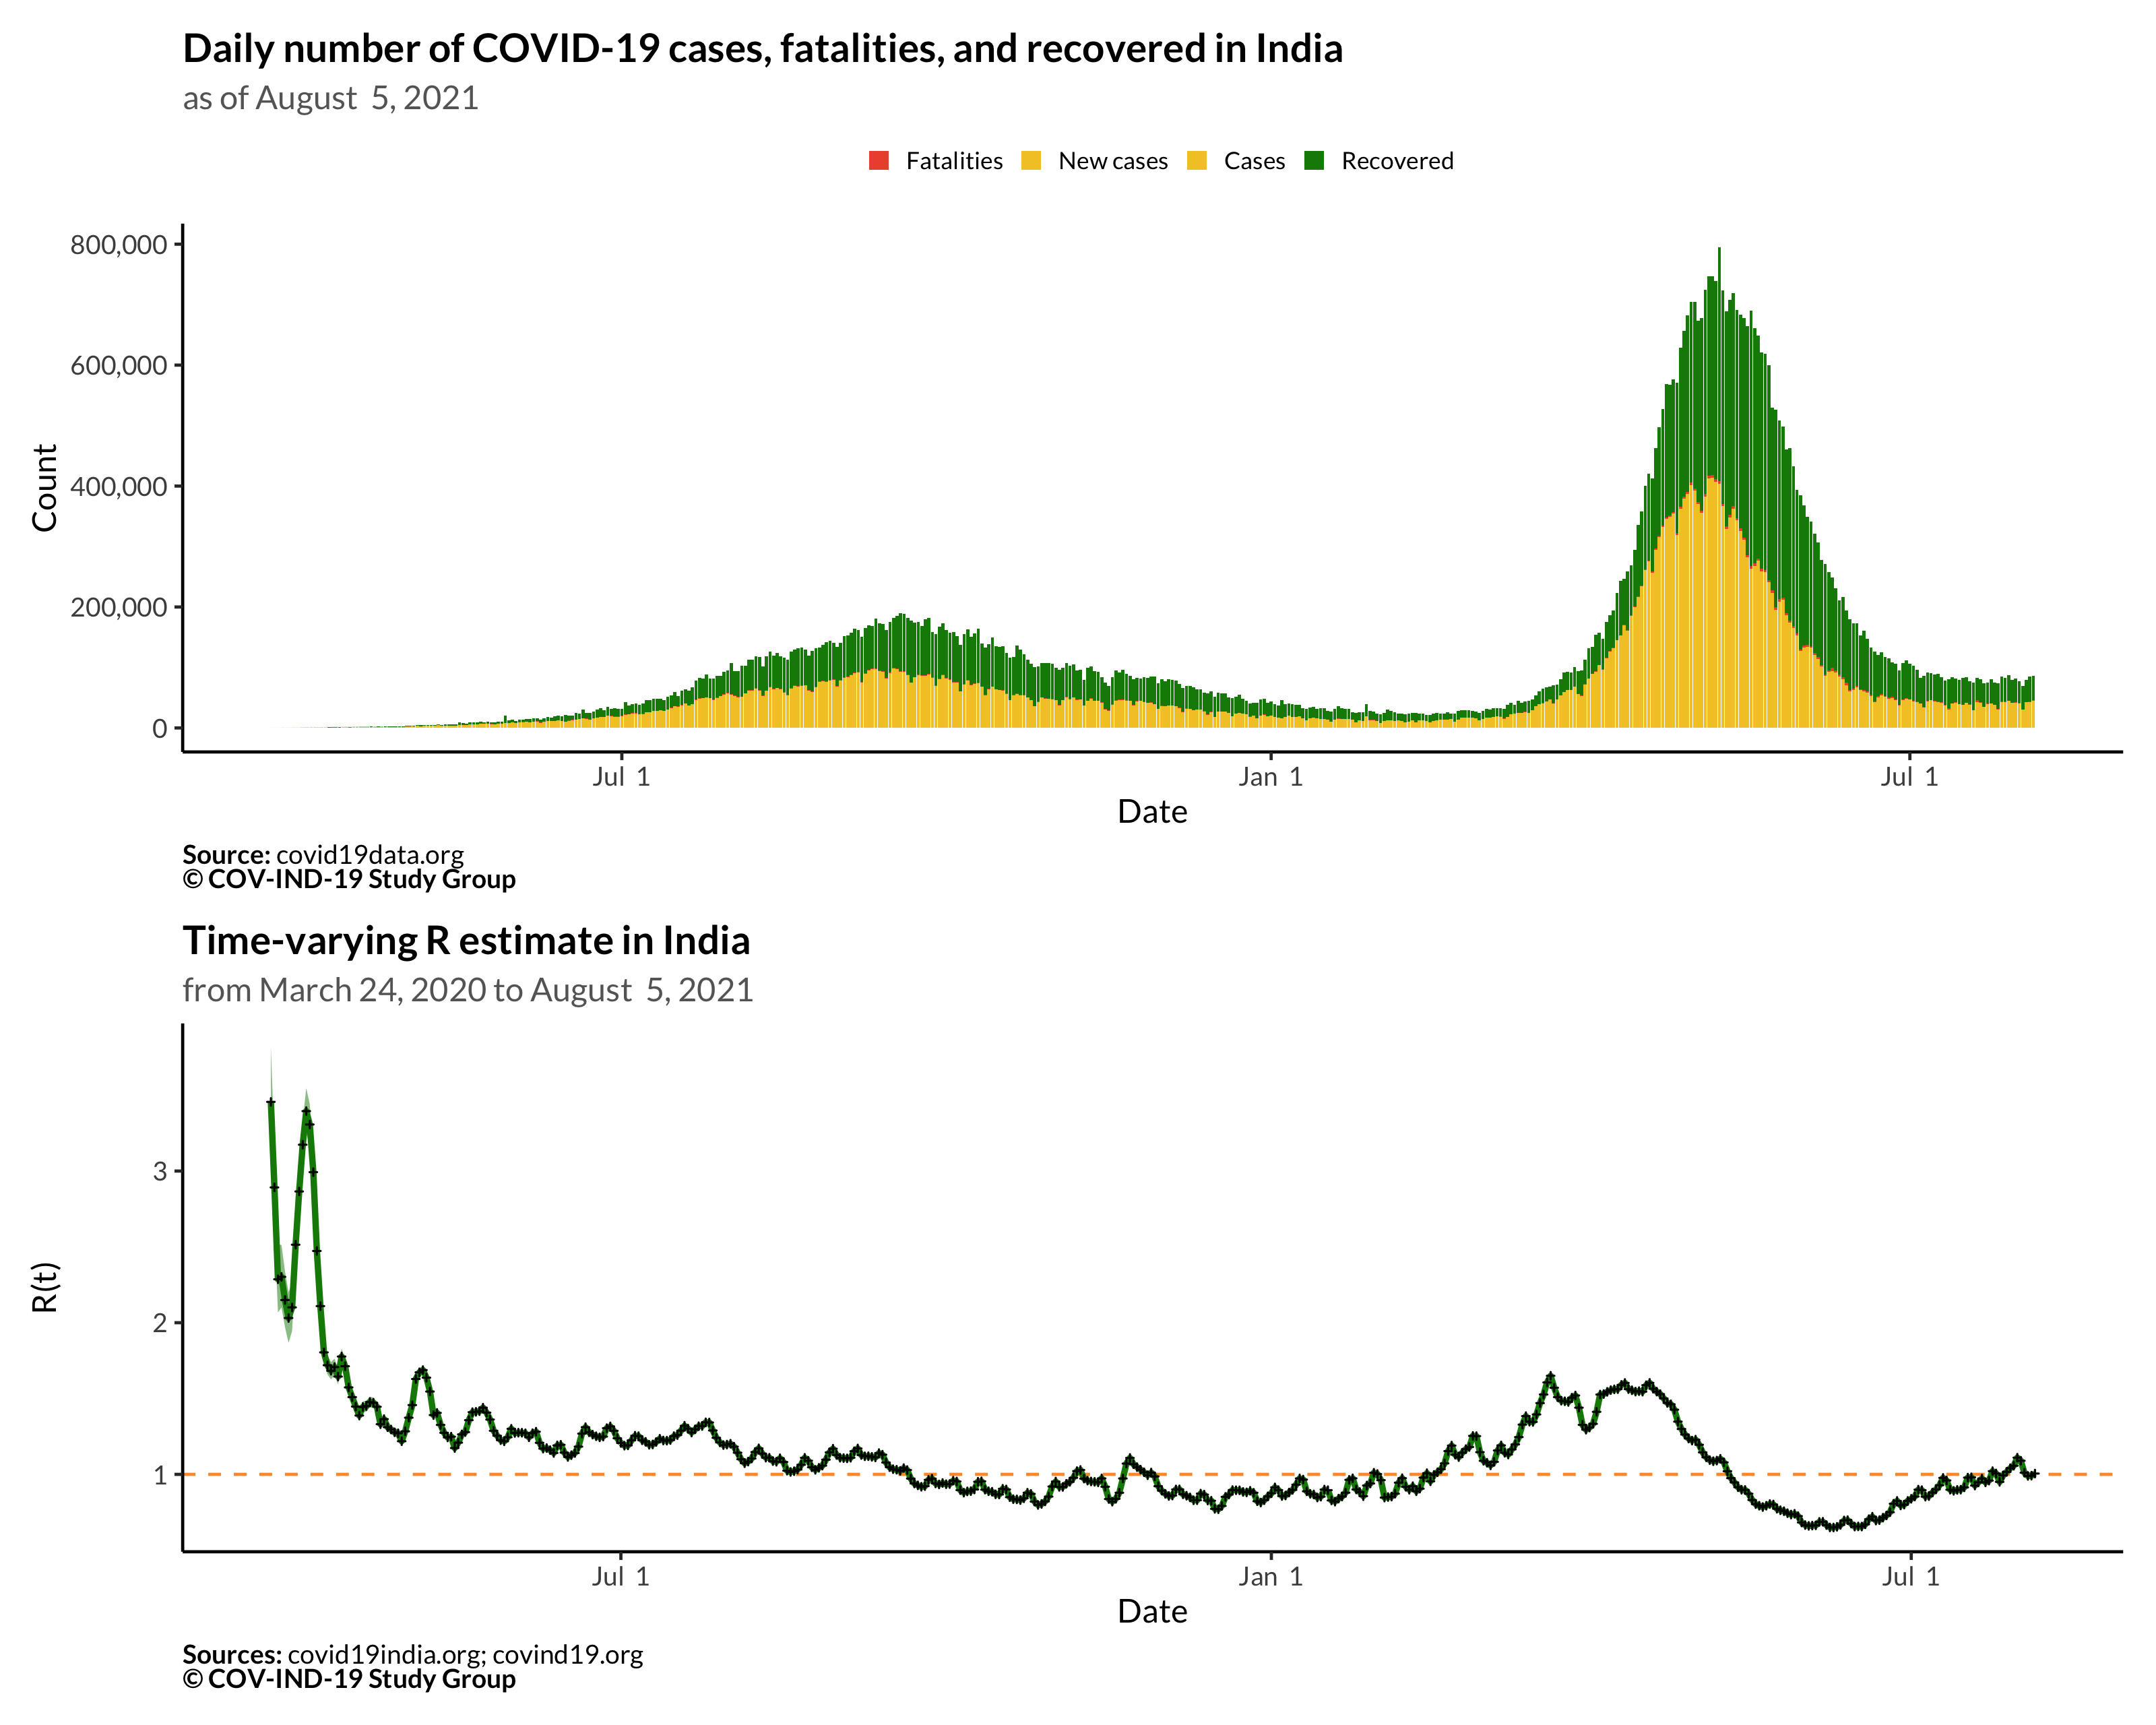 Daily number of COVID-19 cases, fatalities, and recovered in India
as of August  5, 2021
Fatalities New cases Cases Recovered
800,000
600,000
400,000
200,000
0
Count
Jul  1 Jan  1 Jul  1
Date
Source: covid19data.org
© COV-IND-19 Study Group
Time-varying R estimate in India
from March 24, 2020 to August  5, 2021
3
2
1
R(t)
Jul  1 Jan  1 Jul  1
Date
Sources: covid19india.org; covind19.org
© COV-IND-19 Study Group